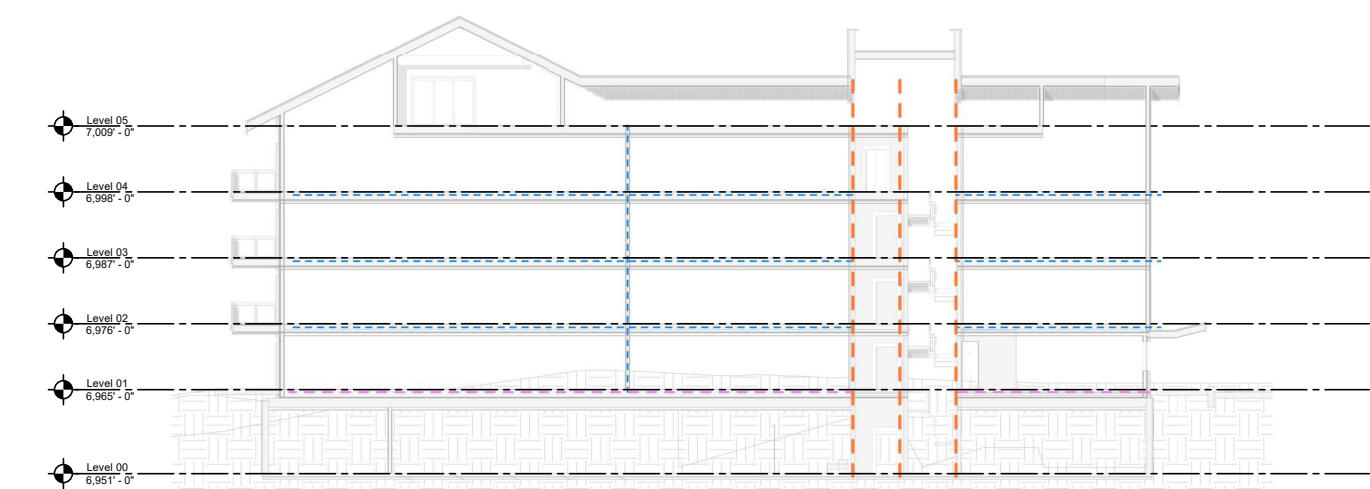 Level 05
7,009' - 0"
Level 04
6,998' - 0"
Level 03
6,987' - 0"
Level 02
6,976' - 0"
Level 01
6,965' - 0"
Level 00
6,951' - 0"